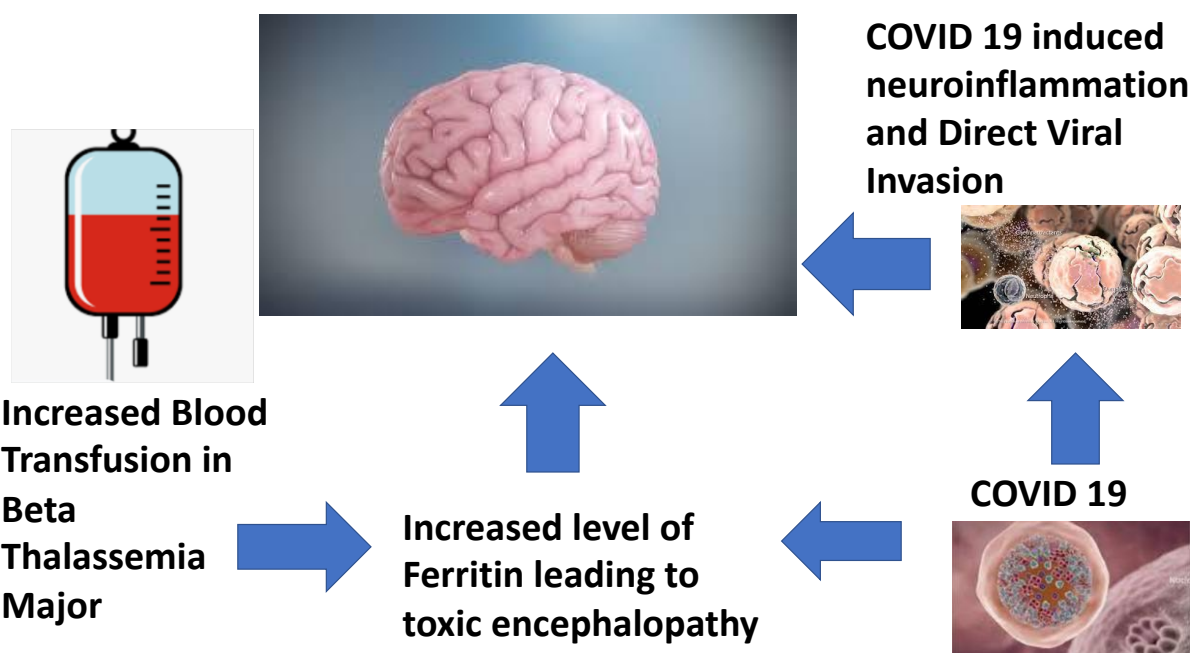 COVID 19 induced
neuroinflammation
and Direct Viral
Invasion
Increased Blood
Transfusion in
Beta
Thalassemia
Major
Increased level of
Ferritin leading to
toxic encephalopathy
COVID 19
Neutrophil